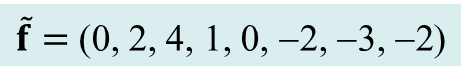 f̃ = (0, 2, 4, 1, 0, −2, −3, −2)